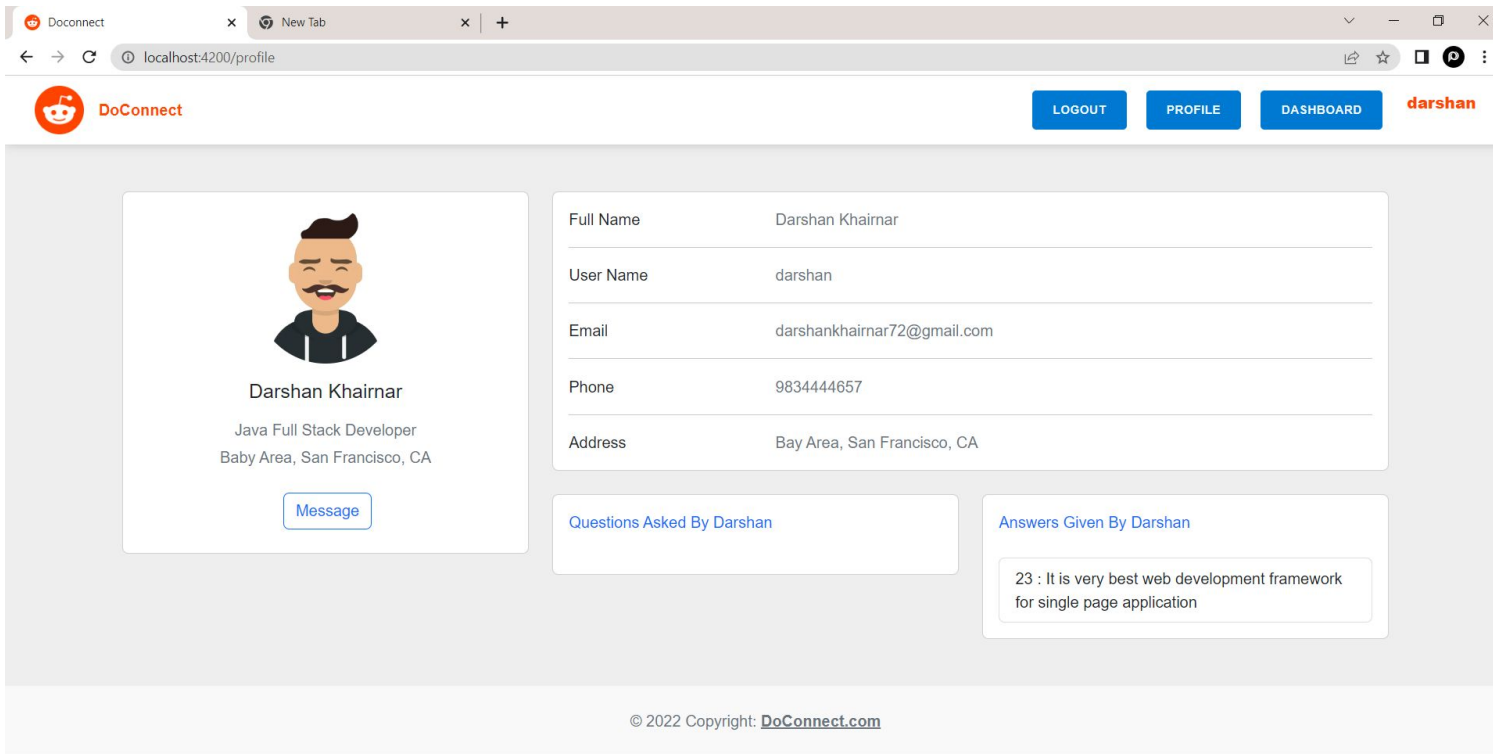 Doconnect
New Tab
localhost:4200/profile
DoConnect
LOGOUT
PROFILE
DASHBOARD
darshan
Darshan Khairnar
Java Full Stack Developer
Baby Area, San Francisco, CA
Message
Full Name Darshan Khairnar
User Name darshan
Email darshankhairnar72@gmail.com
Phone 9834444657
Address Bay Area, San Francisco, CA
Questions Asked By Darshan
Answers Given By Darshan
23 : It is very best web development framework
for single page application
© 2022 Copyright: DoConnect.com